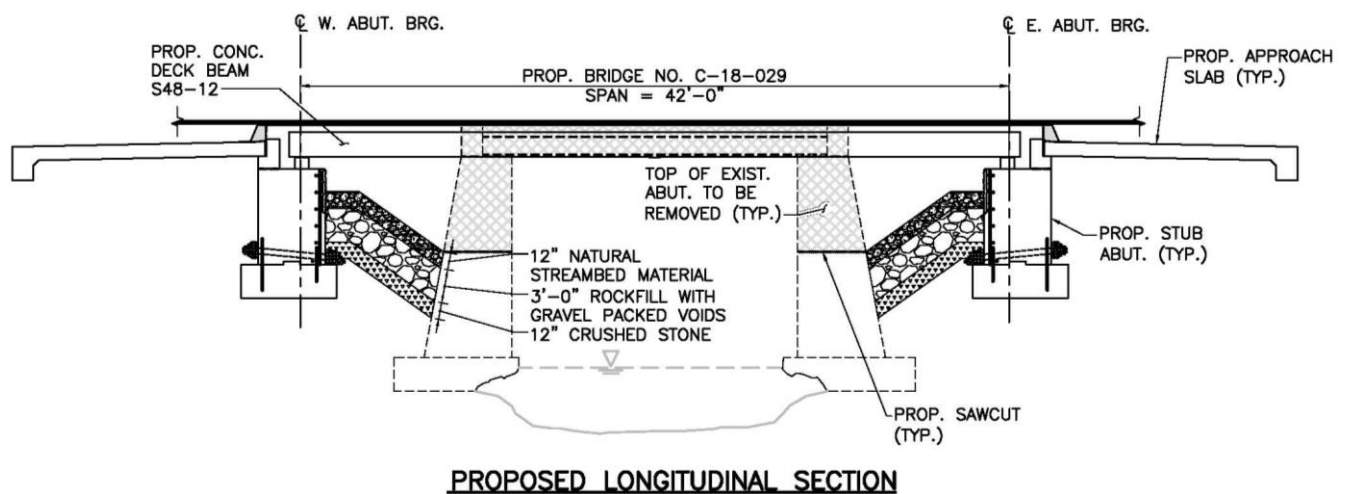 ℄ W. ABUT. BRG.
℄ E. ABUT. BRG.
PROP. CONC.
DECK BEAM
S48-12
PROP. BRIDGE NO. C-18-029
SPAN = 42'-0"
PROP. APPROACH
SLAB (TYP.)
TOP OF EXIST.
ABUT. TO BE
REMOVED (TYP.)
PROP. STUB
ABUT. (TYP.)
12" NATURAL
STREAMBED MATERIAL
3'-0" ROCKFILL WITH
GRAVEL PACKED VOIDS
12" CRUSHED STONE
PROP. SAWCUT
(TYP.)
PROPOSED LONGITUDINAL SECTION